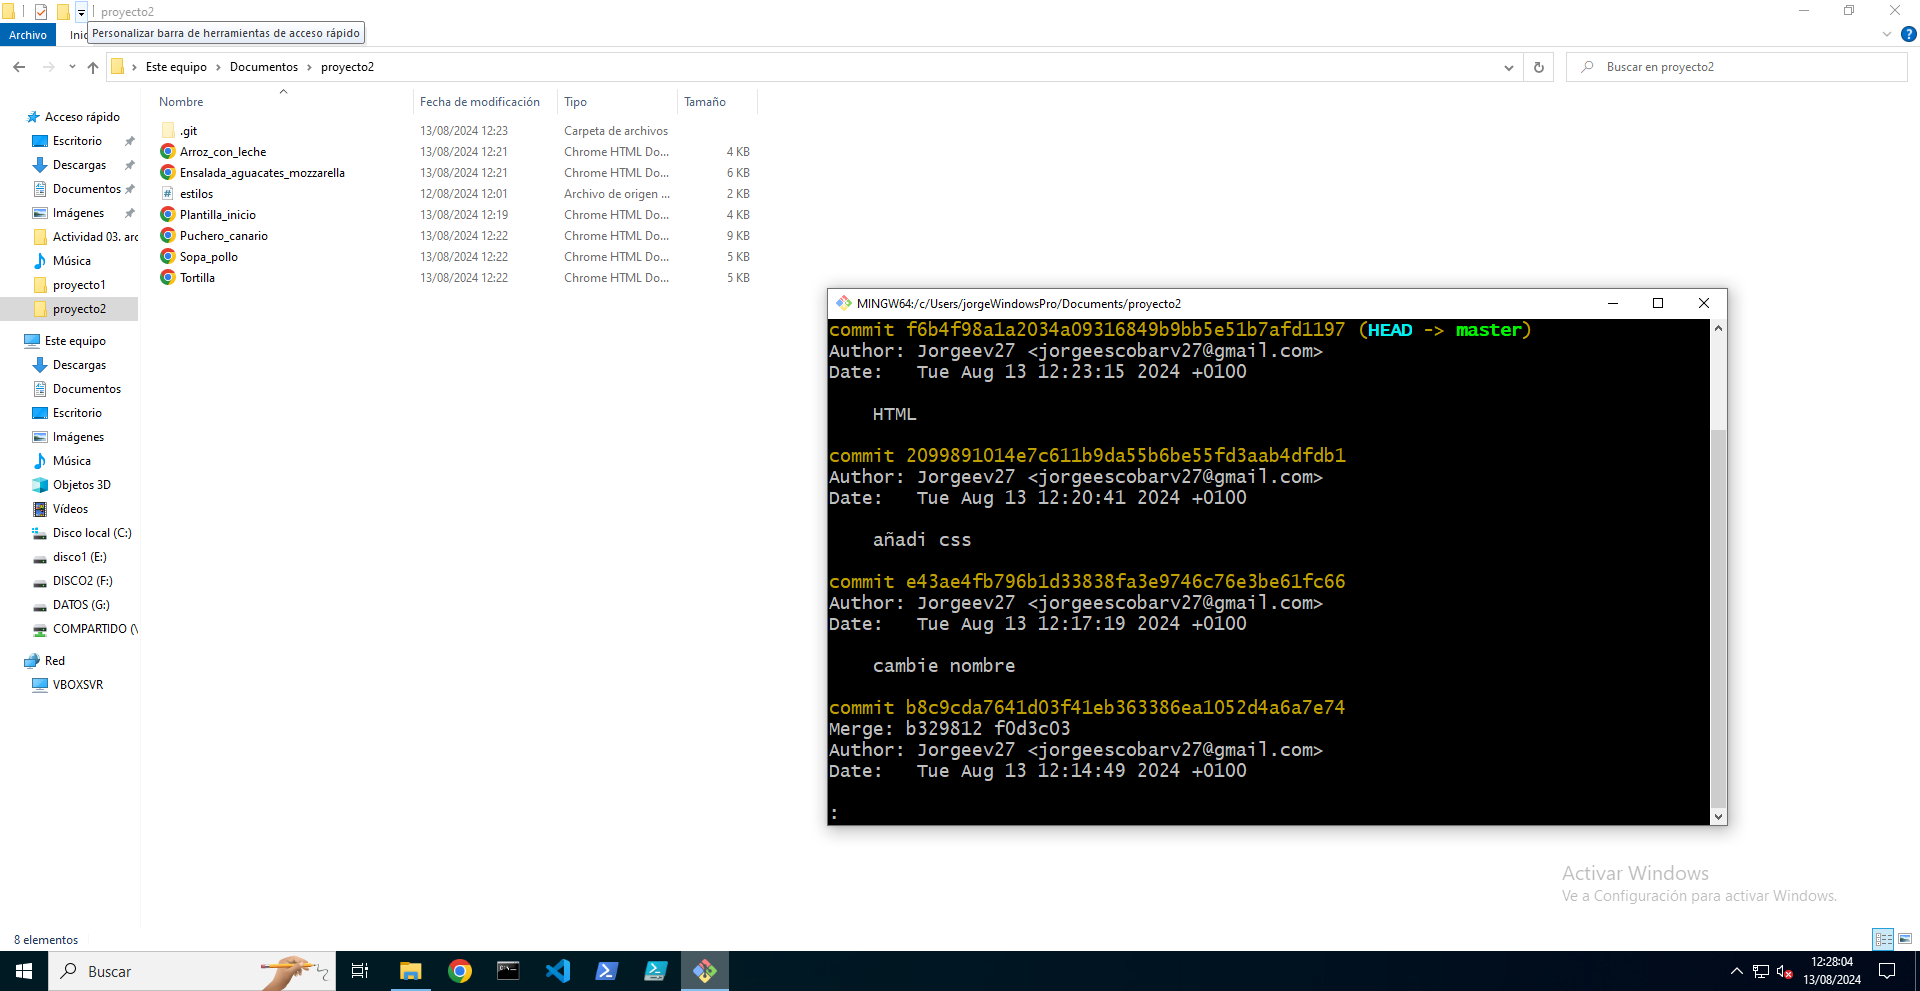 proyecto2
Archivo
Personalizar barra de herramientas de acceso rápido
Este equipo > Documentos > proyecto2
Buscar en proyecto2
Nombre Fecha de modificación Tipo Tamaño
.git 13/08/2024 12:23 Carpeta de archivos
Arroz_con_leche 13/08/2024 12:21 Chrome HTML Do... 4 KB
Ensalada_aguacates_mozzarella 13/08/2024 12:21 Chrome HTML Do... 6 KB
estilos 12/08/2024 12:01 Archivo de origen ... 2 KB
Plantilla_inicio 13/08/2024 12:19 Chrome HTML Do... 4 KB
Puchero_canario 13/08/2024 12:22 Chrome HTML Do... 9 KB
Sopa_pollo 13/08/2024 12:22 Chrome HTML Do... 5 KB
Tortilla 13/08/2024 12:22 Chrome HTML Do... 5 KB
Acceso rápido
Escritorio
Descargas
Documentos
Imágenes
Actividad 03. arc
Música
proyecto1
proyecto2
Este equipo
Descargas
Documentos
Escritorio
Imágenes
Música
Objetos 3D
Vídeos
Disco local (C:)
disco1 (E:)
DISCO2 (F:)
DATOS (G:)
COMPARTIDO (\
Red
VBOXSVR
8 elementos
MINGW64:/c/Users/jorgeWindowsPro/Documents/proyecto2
commit f6b4f98a1a2034a09316849b9bb5e51b7afd1197 (HEAD -> master)
Author: Jorgeev27 <jorgeescobarv27@gmail.com>
Date: Tue Aug 13 12:23:15 2024 +0100
HTML
commit 2099891014e7c611b9da55b6be55fd3aab4dfdb1
Author: Jorgeev27 <jorgeescobarv27@gmail.com>
Date: Tue Aug 13 12:20:41 2024 +0100
añadi css
commit e43ae4fb796b1d33838fa3e9746c76e3be61fc66
Author: Jorgeev27 <jorgeescobarv27@gmail.com>
Date: Tue Aug 13 12:17:19 2024 +0100
cambie nombre
commit b8c9cda7641d03f41eb363386ea1052d4a6a7e74
Merge: b329812 f0d3c03
Author: Jorgeev27 <jorgeescobarv27@gmail.com>
Date: Tue Aug 13 12:14:49 2024 +0100
:
Activar Windows
Ve a Configuración para activar Windows.
Buscar
12:28:04
13/08/2024